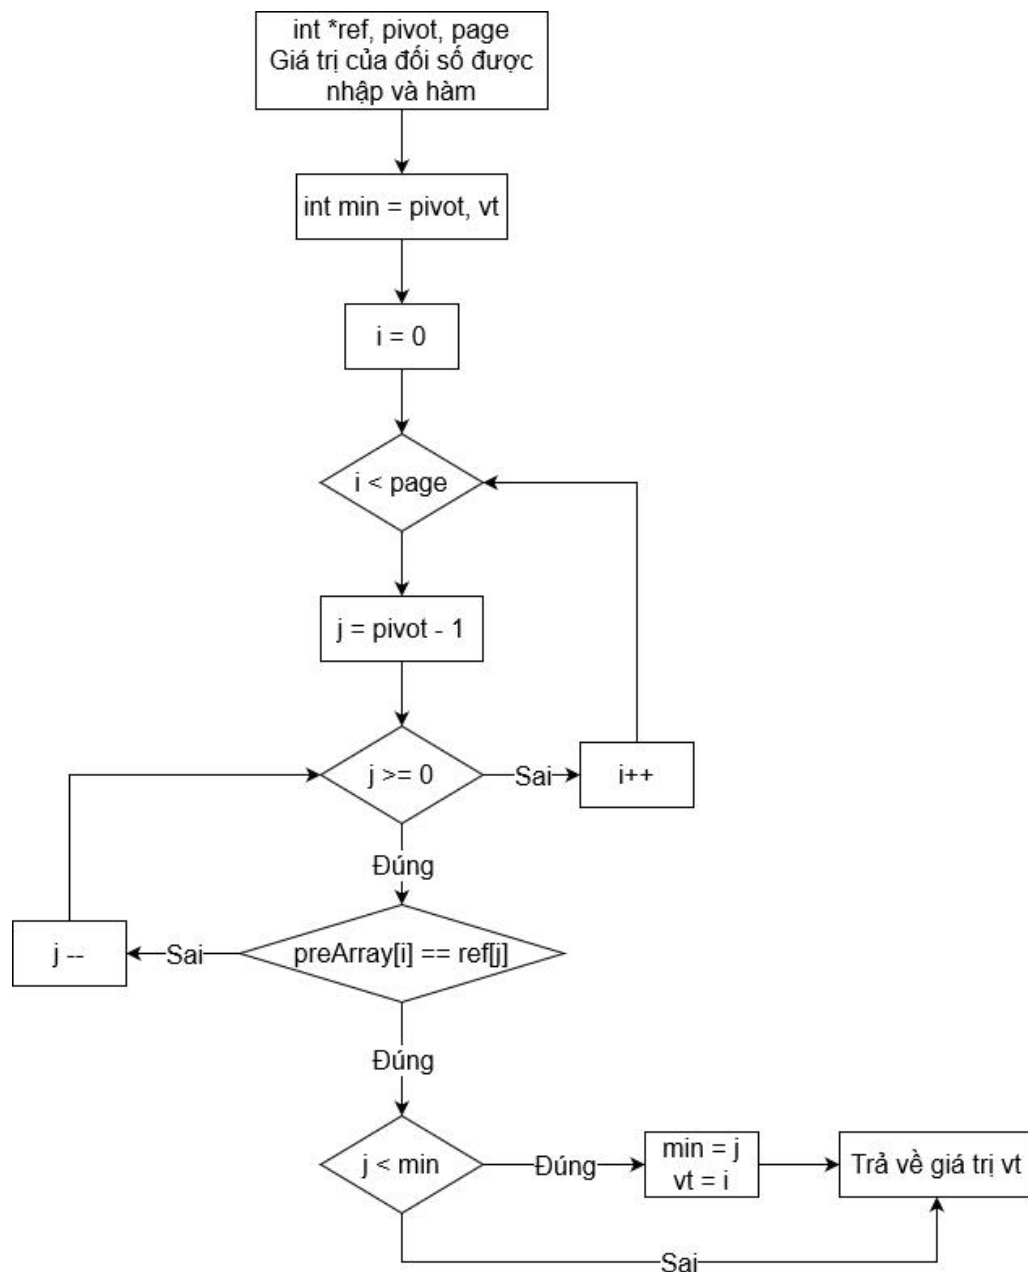 int *ref, pivot, page
Giá trị của đối số được
nhập và hàm
int min = pivot, vt
i = 0
i < page
j = pivot - 1
j >= 0
Sai
i++
Đúng
j --
Sai
preArray[i] == ref[j]
Đúng
j < min
Đúng
min = j
vt = i
Trả về giá trị vt
Sai